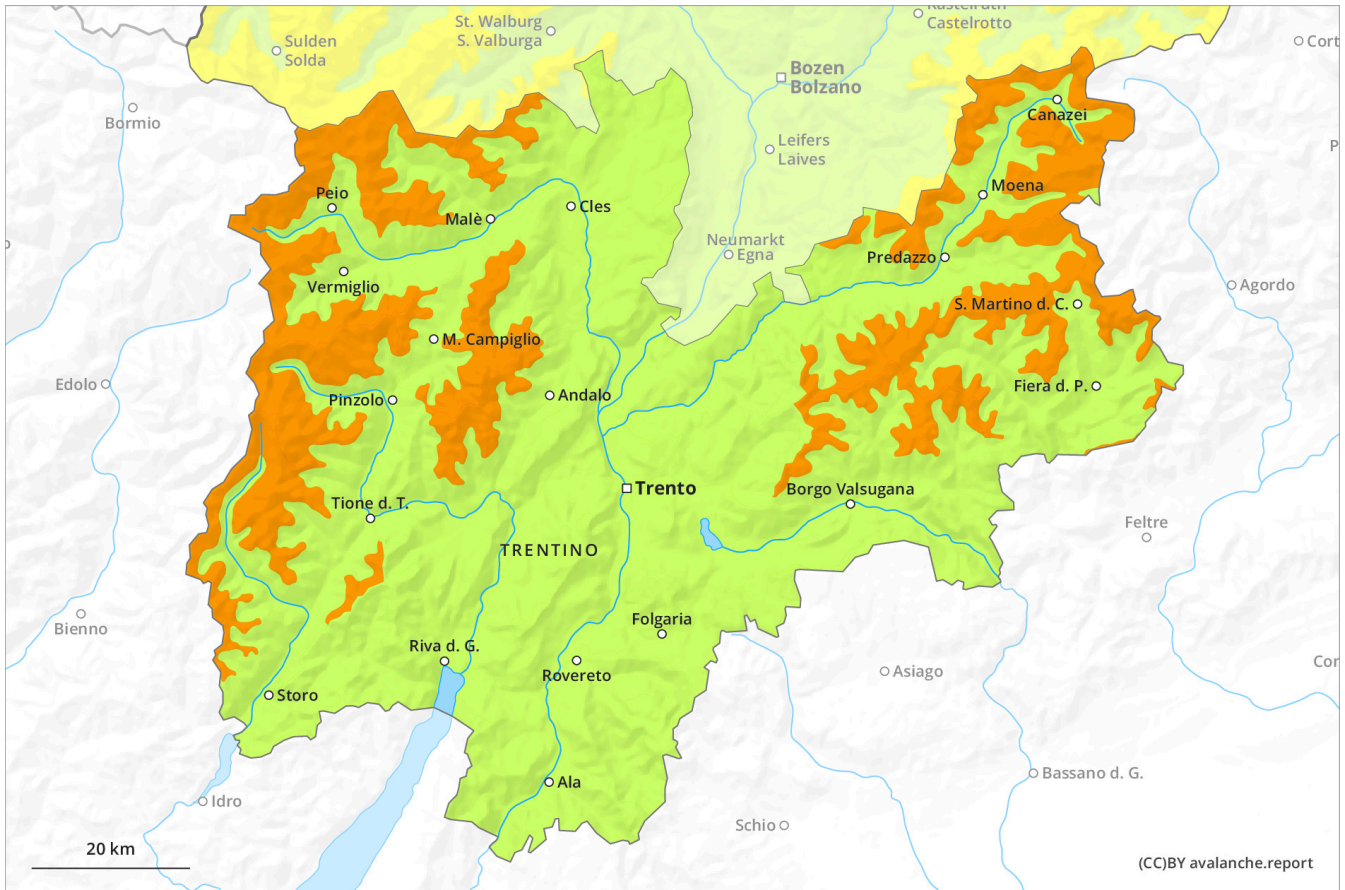 Kastelruth
Castelrotto
St. Walburg
S. Valburga
Sulden
Solda
Cort
Bozen
Bolzano
Bormio
Canazei
Leifers
Laives
P
Moena
Peio
Malè
Cles
Neumarkt
Egna
Predazzo
Vermiglio
Agordo
S. Martino d. C.
M. Campiglio
Edolo
Fiera d. P.
Andalo
Pinzolo
Trento
Borgo Valsugana
Tione d. T.
Feltre
TRENTINO
Bienno
Folgaria
Riva d. G.
Rovereto
Asiago
Cor
Storo
Bassano d. G.
Ala
Idro
Schio
20 km
(CC)BY avalanche.report